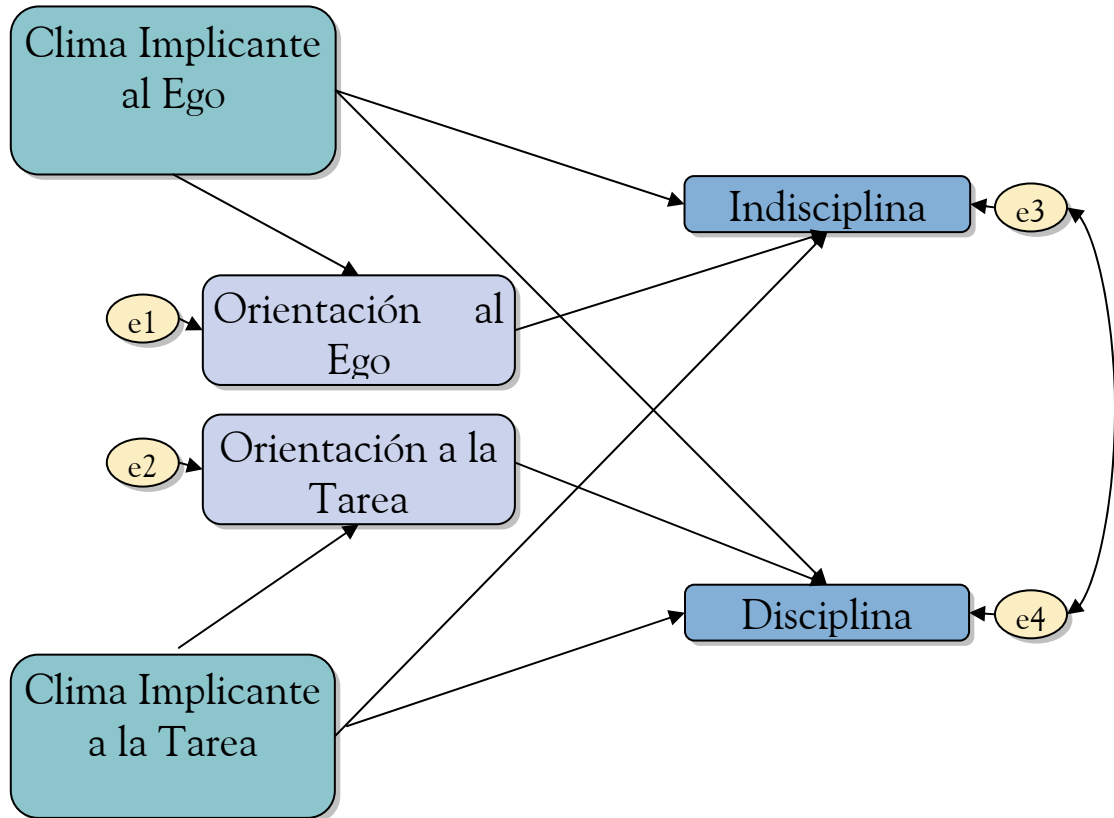 Clima Implicante
al Ego
Indisciplina
e3
e1
Orientación al
Ego
e2
Orientación a la
Tarea
Disciplina
e4
Clima Implicante
a la Tarea